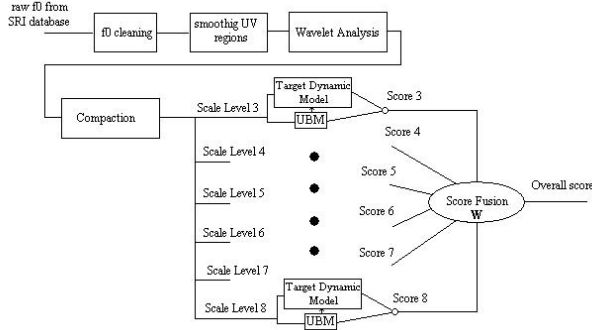 raw f0 from
SRI database
f0 cleaning
smoothig UV
regions
Wavelet Analysis
Compaction
Scale Level 3
Target Dynamic
Model
UBM
Score 3
Scale Level 4
Score 4
Scale Level 5
Score 5
Scale Level 6
Score 6
Scale Level 7
Score 7
Score Fusion
W
Overall score
Scale Level 8
Target Dynamic
Model
UBM
Score 8